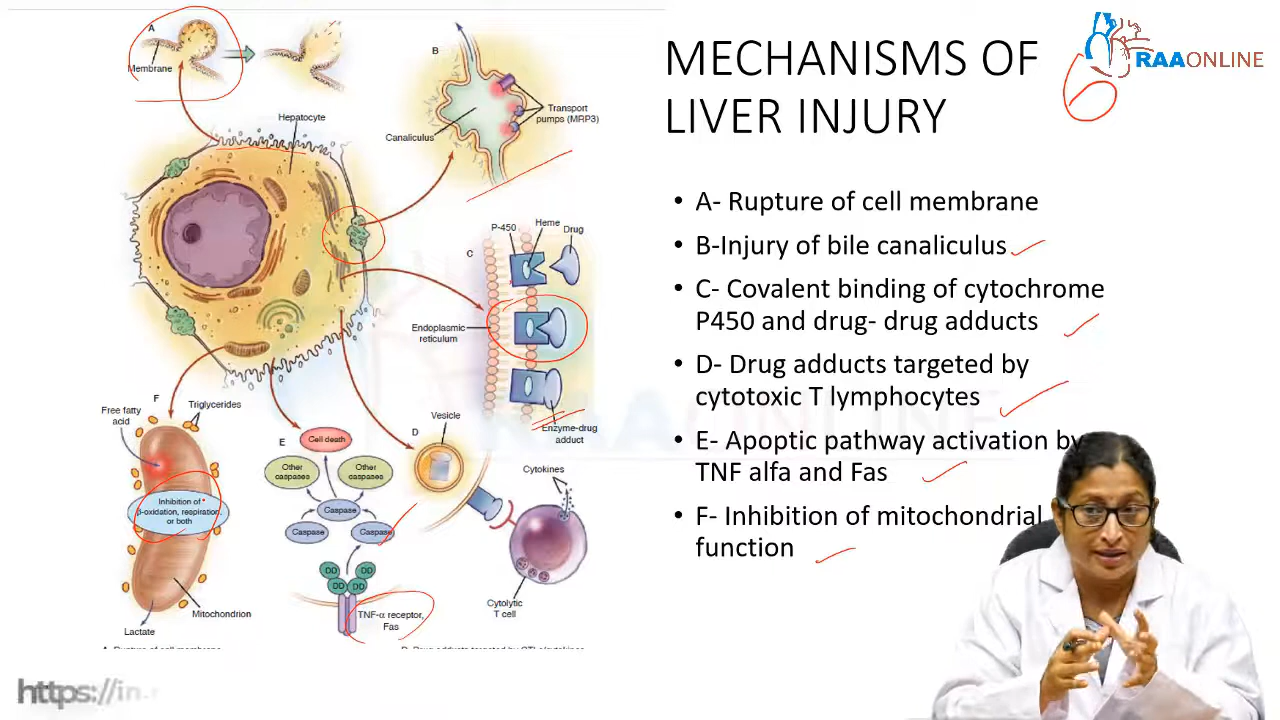 MECHANISMS OF
LIVER INJURY
RAAONLINE
6
• A- Rupture of cell membrane
• B-Injury of bile canaliculus
• C- Covalent binding of cytochrome
P450 and drug- drug adducts
• D- Drug adducts targeted by
cytotoxic T lymphocytes
• E- Apoptic pathway activation by
TNF alfa and Fas
• F- Inhibition of mitochondrial
function
A
Membrane
Hepatocyte
B
Canaliculus
Transport
pumps (MRP3)
C
P-450
Heme
Drug
Endoplasmic
reticulum
Enzyme-drug
adduct
F
Free fatty
acid
Triglycerides
Inhibition of
β-oxidation, respiration,
or both
Mitochondrion
Lactate
E
Cell death
Other
caspases
Other
caspases
Caspase
Caspase
Caspase
DD
DD
DD
DD
TNF-α receptor,
Fas
D
Vesicle
Cytokines
Cytolytic
T cell
RAAONLINE
https://in.